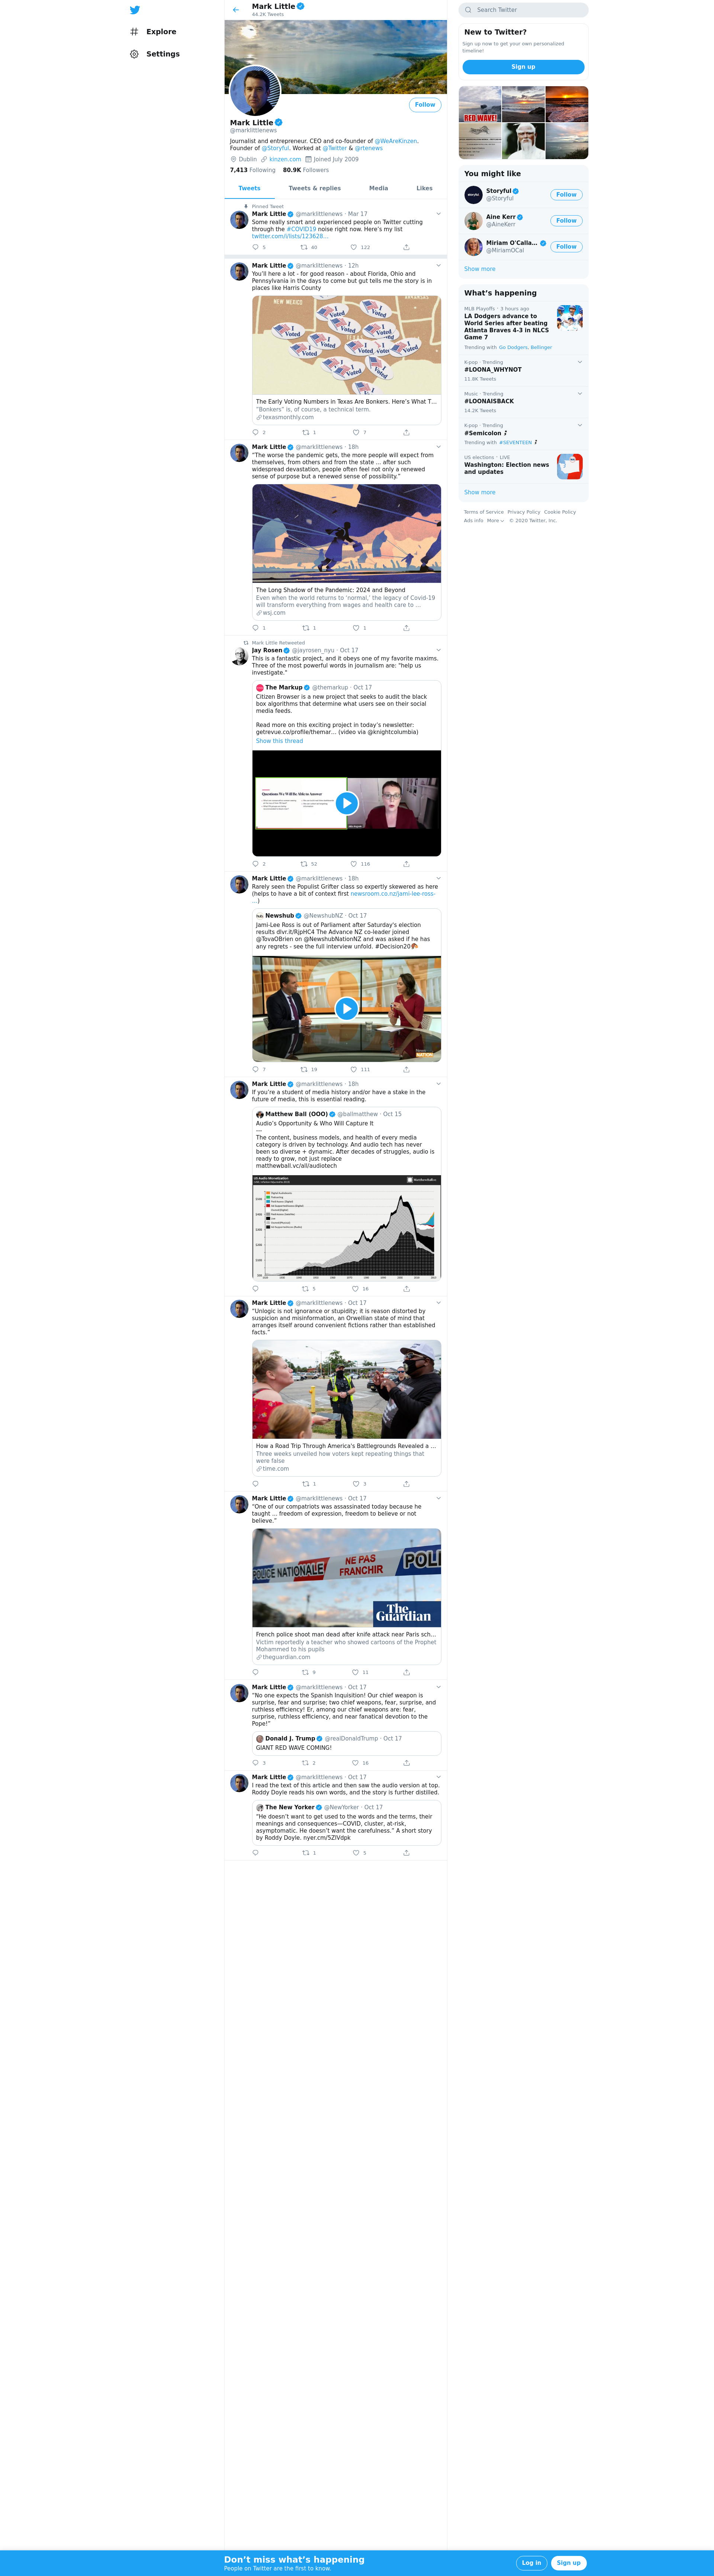 Explore
Settings
Mark Little
44.2K Tweets
Follow
Mark Little
@marklittlenews
Journalist and entrepreneur. CEO and co-founder of @WeAreKinzen.
Founder of @Storyful. Worked at @Twitter & @rtenews
Dublin kinzen.com Joined July 2009
7,413 Following 80.9K Followers
Tweets Tweets & replies Media Likes
Pinned Tweet
Mark Little @marklittlenews · Mar 17
Some really smart and experienced people on Twitter cutting
through the #COVID19 noise right now. Here's my list
twitter.com/i/lists/123628...
5 40 122
Mark Little @marklittlenews · 12h
You'll here a lot - for good reason - about Florida, Ohio and
Pennsylvania in the days to come but gut tells me the story is in
places like Harris County
NEW MEXICO
ARKANSAS
I Voted
The Early Voting Numbers in Texas Are Bonkers. Here's What T...
"Bonkers" is, of course, a technical term.
texasmonthly.com
2 1 7
Mark Little @marklittlenews · 18h
"The worse the pandemic gets, the more people will expect from
themselves, from others and from the state ... after such
widespread devastation, people often feel not only a renewed
sense of purpose but a renewed sense of possibility."
The Long Shadow of the Pandemic: 2024 and Beyond
Even when the world returns to 'normal,' the legacy of Covid-19
will transform everything from wages and health care to ...
wsj.com
1 1 1
Mark Little Retweeted
Jay Rosen @jayrosen_nyu · Oct 17
This is a fantastic project, and it obeys one of my favorite maxims.
Three of the most powerful words in journalism are: "help us
investigate."
The Markup @themarkup · Oct 17
Citizen Browser is a new project that seeks to audit the black
box algorithms that determine what users see on their social
media feeds.
Read more on this exciting project in today's newsletter:
getrevue.co/profile/themar... (video via @knightcolumbia)
Show this thread
Questions We Will Be Able to Answer
2 52 116
Mark Little @marklittlenews · 18h
Rarely seen the Populist Grifter class so expertly skewered as here
(helps to have a bit of context first newsroom.co.nz/jami-lee-ross-
...)
Newshub @NewshubNZ · Oct 17
Jami-Lee Ross is out of Parliament after Saturday's election
results dlvr.it/RjpHC4 The Advance NZ co-leader joined
@TovaOBrien on @NewshubNationNZ and was asked if he has
any regrets - see the full interview unfold. #Decision20
NATION
7 19 111
Mark Little @marklittlenews · 18h
If you're a student of media history and/or have a stake in the
future of media, this is essential reading.
Matthew Ball (OOO) @ballmatthew · Oct 15
Audio's Opportunity & Who Will Capture It
---
The content, business models, and health of every media
category is driven by technology. And audio tech has never
been so diverse + dynamic. After decades of struggles, audio is
ready to grow, not just replace
matthewball.vc/all/audiotech
5 16
Mark Little @marklittlenews · Oct 17
"Unlogic is not ignorance or stupidity; it is reason distorted by
suspicion and misinformation, an Orwellian state of mind that
arranges itself around convenient fictions rather than established
facts."
How a Road Trip Through America's Battlegrounds Revealed a ...
Three weeks unveiled how voters kept repeating things that
were false
time.com
1 3
Mark Little @marklittlenews · Oct 17
"One of our compatriots was assassinated today because he
taught ... freedom of expression, freedom to believe or not
believe."
POLICE NATIONALE NE PAS FRANCHIR POLI
The Guardian
French police shoot man dead after knife attack near Paris sch...
Victim reportedly a teacher who showed cartoons of the Prophet
Mohammed to his pupils
theguardian.com
9 11
Mark Little @marklittlenews · Oct 17
"No one expects the Spanish Inquisition! Our chief weapon is
surprise, fear and surprise; two chief weapons, fear, surprise, and
ruthless efficiency! Er, among our chief weapons are: fear,
surprise, ruthless efficiency, and near fanatical devotion to the
Pope!"
Donald J. Trump @realDonaldTrump · Oct 17
GIANT RED WAVE COMING!
3 2 16
Mark Little @marklittlenews · Oct 17
I read the text of this article and then saw the audio version at top.
Roddy Doyle reads his own words, and the story is further distilled.
The New Yorker @NewYorker · Oct 17
"He doesn't want to get used to the words and the terms, their
meanings and consequences—COVID, cluster, at-risk,
asymptomatic. He doesn't want the carefulness." A short story
by Roddy Doyle. nyer.cm/5ZlVdpk
1 5
Search Twitter
New to Twitter?
Sign up now to get your own personalized
timeline!
Sign up
RED WAVE!
You might like
Storyful
@Storyful
Follow
Aine Kerr
@AineKerr
Follow
Miriam O'Calla...
@MiriamOCal
Follow
Show more
What's happening
MLB Playoffs · 3 hours ago
LA Dodgers advance to
World Series after beating
Atlanta Braves 4-3 in NLCS
Game 7
Trending with Go Dodgers, Bellinger
K-pop · Trending
#LOONA_WHYNOT
11.8K Tweets
Music · Trending
#LOONAISBACK
14.2K Tweets
K-pop · Trending
#Semicolon
Trending with #SEVENTEEN
US elections · LIVE
Washington: Election news
and updates
Show more
Terms of Service Privacy Policy Cookie Policy
Ads info More © 2020 Twitter, Inc.
Don't miss what's happening
People on Twitter are the first to know.
Log in Sign up